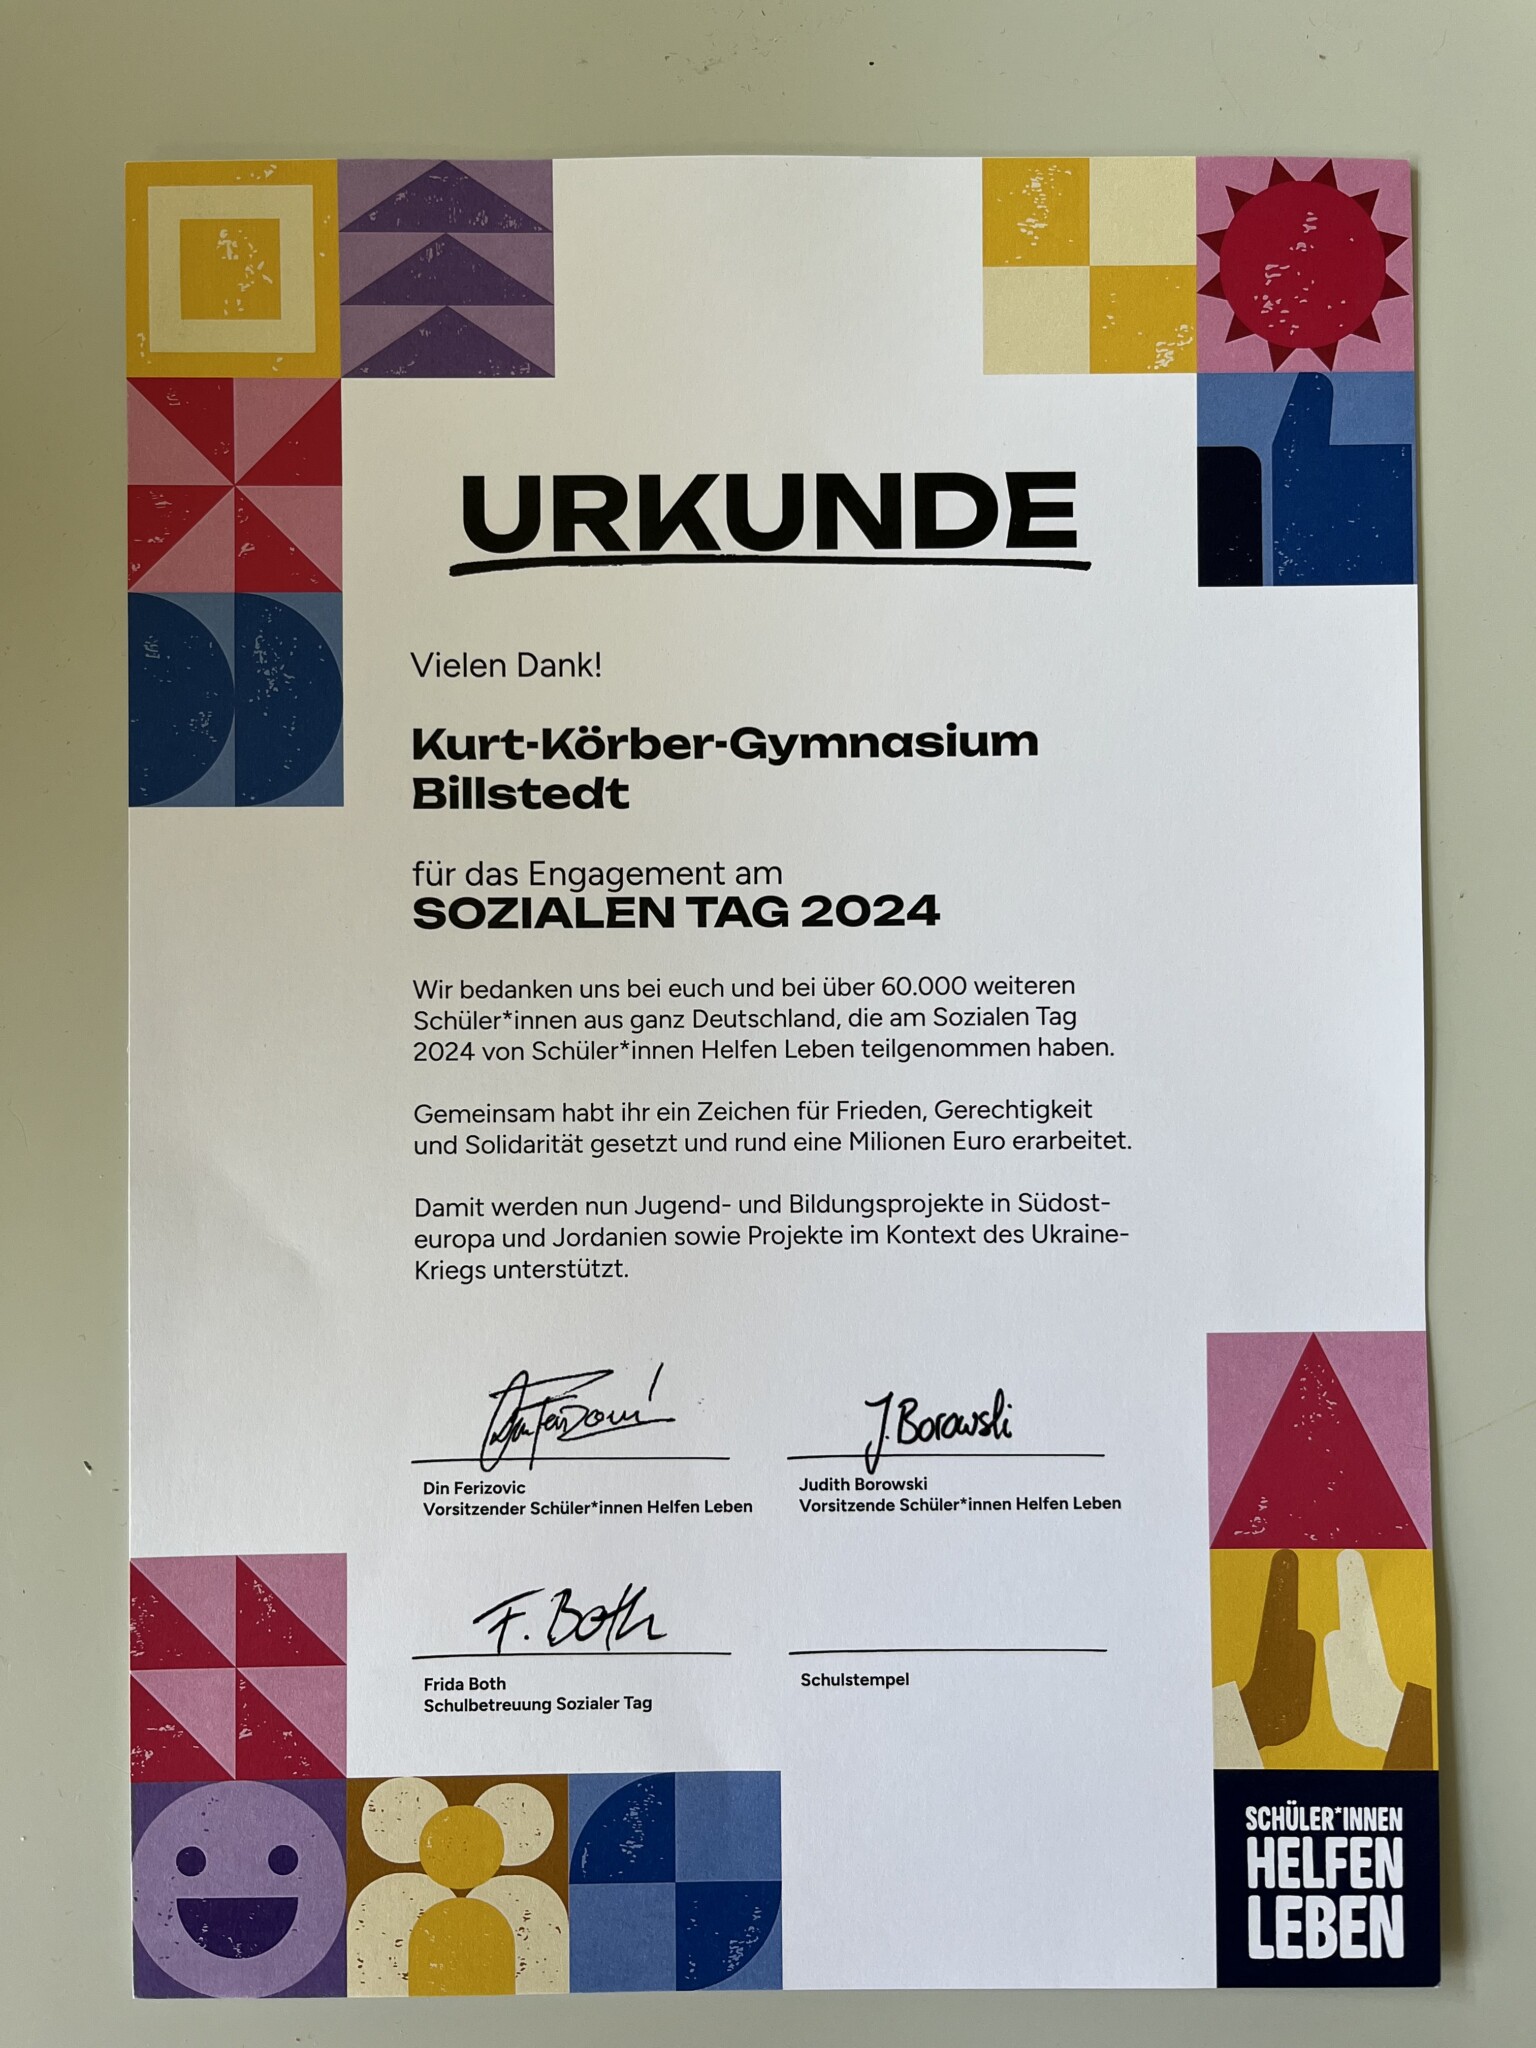 URKUNDE
Vielen Dank!
Kurt-Körber-Gymnasium
Billstedt
für das Engagement am
SOZIALEN TAG 2024
Wir bedanken uns bei euch und bei über 60.000 weiteren
Schüler*innen aus ganz Deutschland, die am Sozialen Tag
2024 von Schüler*innen Helfen Leben teilgenommen haben.
Gemeinsam habt ihr ein Zeichen für Frieden, Gerechtigkeit
und Solidarität gesetzt und rund eine Milionen Euro erarbeitet.
Damit werden nun Jugend- und Bildungsprojekte in Südost-
europa und Jordanien sowie Projekte im Kontext des Ukraine-
Kriegs unterstützt.
J. Borowski
Din Ferizovic
Vorsitzender Schüler*innen Helfen Leben
Judith Borowski
Vorsitzende Schüler*innen Helfen Leben
F. Both
Frida Both
Schulbetreuung Sozialer Tag
Schulstempel
SCHÜLER*INNEN
HELFEN
LEBEN